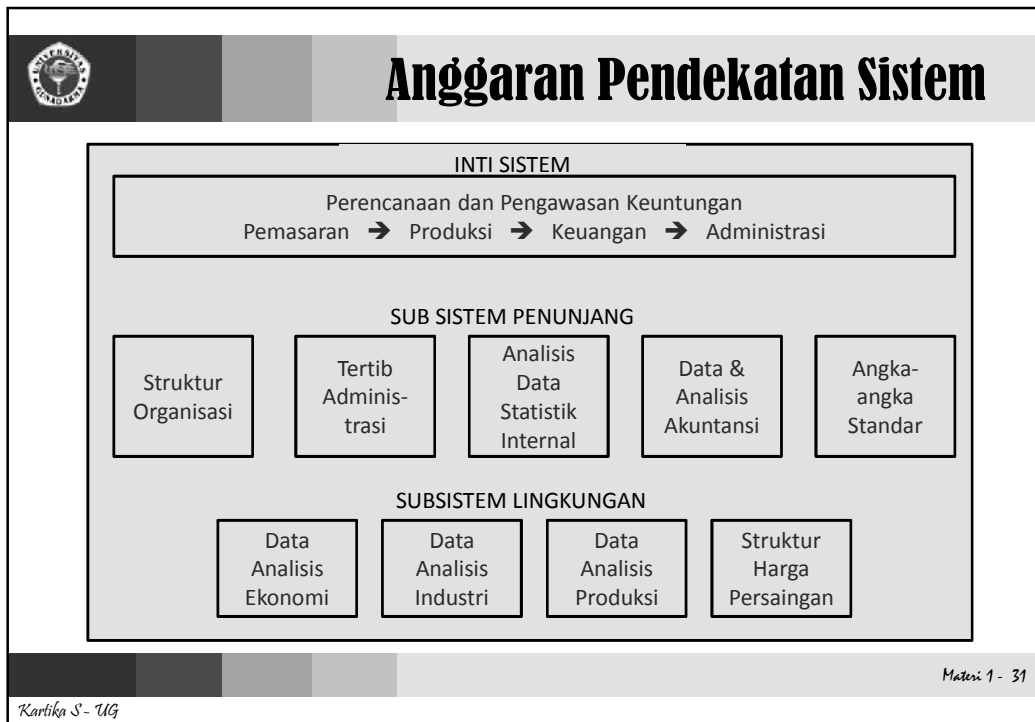 UNIVERSITAS GUNADARMA
Anggaran Pendekatan Sistem
INTI SISTEM
Perencanaan dan Pengawasan Keuntungan
Pemasaran ➔ Produksi ➔ Keuangan ➔ Administrasi
SUB SISTEM PENUNJANG
Struktur
Organisasi
Tertib
Adminis-
trasi
Analisis
Data
Statistik
Internal
Data &
Analisis
Akuntansi
Angka-
angka
Standar
SUBSISTEM LINGKUNGAN
Data
Analisis
Ekonomi
Data
Analisis
Industri
Data
Analisis
Produksi
Struktur
Harga
Persaingan
Materi 1 - 31
Kartika S - UG